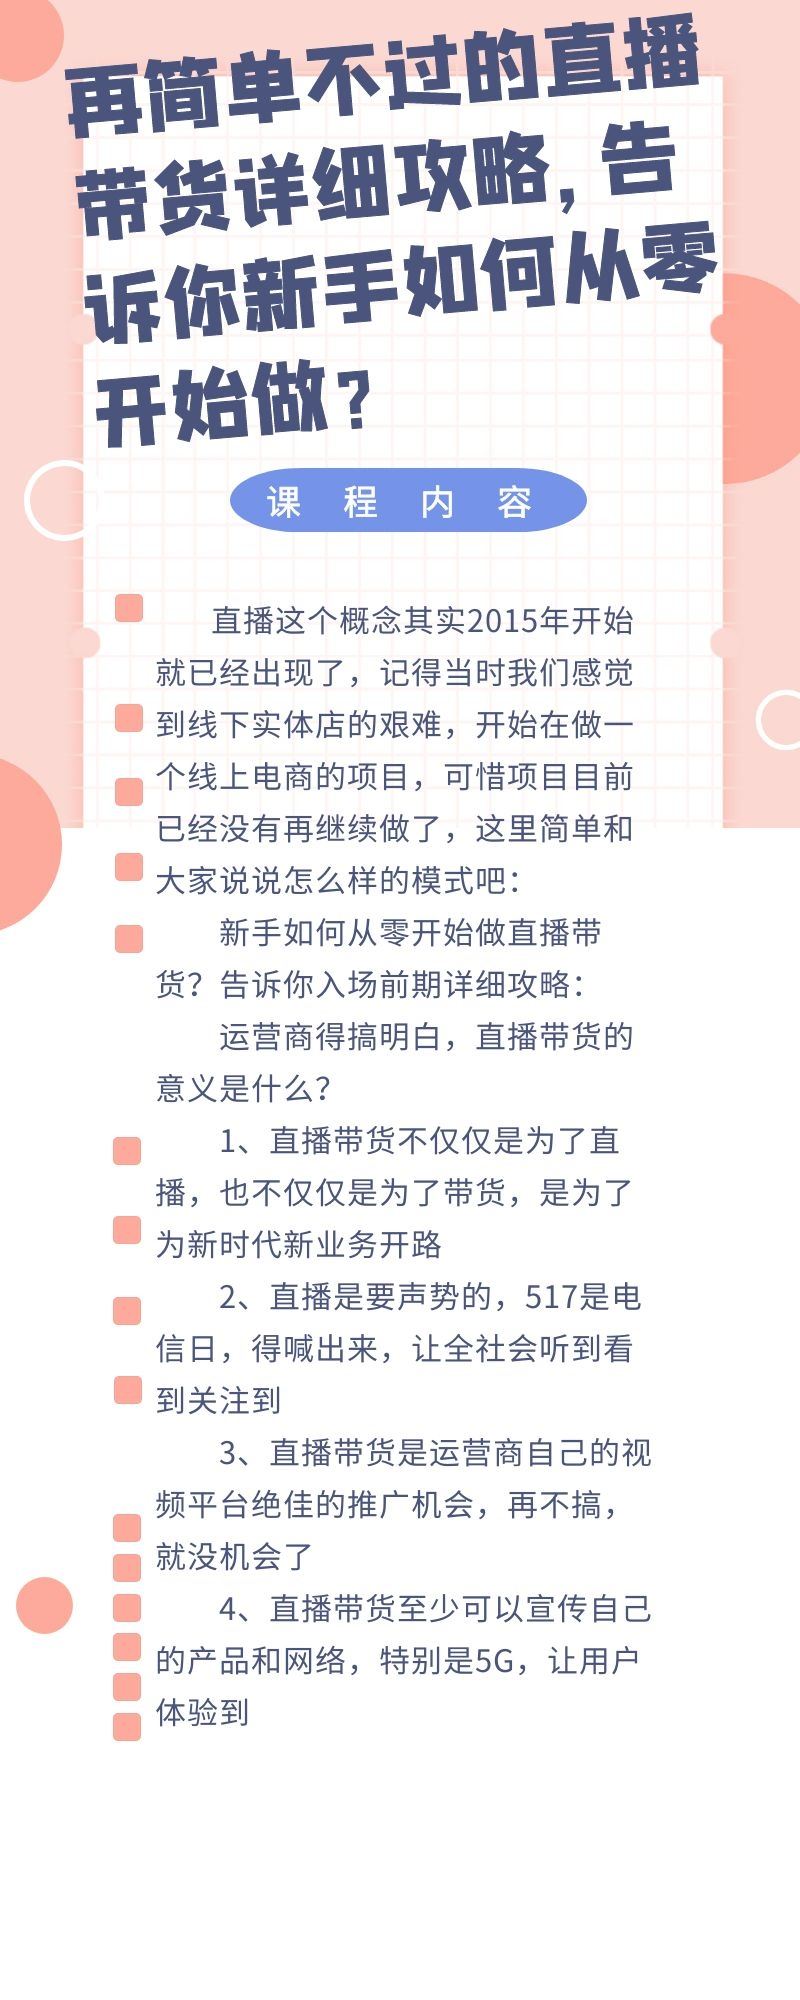 再简单不过的直播
带货详细攻略，告
诉你新手如何从零
开始做？
课程内容
直播这个概念其实2015年开始
就已经出现了，记得当时我们感觉
到线下实体店的艰难，开始在做一
个线上电商的项目，可惜项目目前
已经没有再继续做了，这里简单和
大家说说怎么样的模式吧：
新手如何从零开始做直播带
货？告诉你入场前期详细攻略：
运营商得搞明白，直播带货的
意义是什么？
1、直播带货不仅仅是为了直
播，也不仅仅是为了带货，是为了
为新时代新业务开路
2、直播是要声势的，517是电
信日，得喊出来，让全社会听到看
到关注到
3、直播带货是运营商自己的视
频平台绝佳的推广机会，再不搞，
就没机会了
4、直播带货至少可以宣传自己
的产品和网络，特别是5G，让用户
体验到